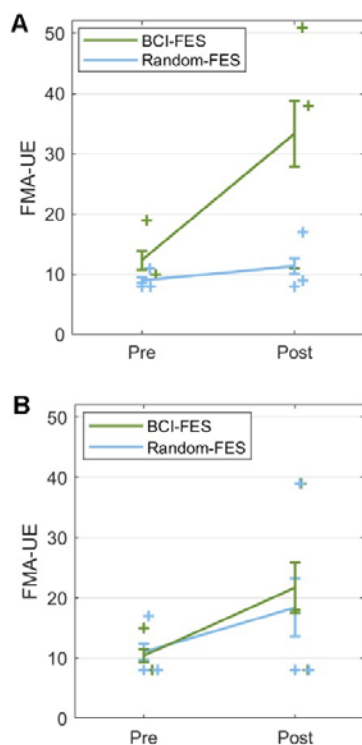 A
50
40
30
20
10
0
FMA-UE
BCI-FES
Random-FES
Pre
Post
B
50
40
30
20
10
0
FMA-UE
BCI-FES
Random-FES
Pre
Post